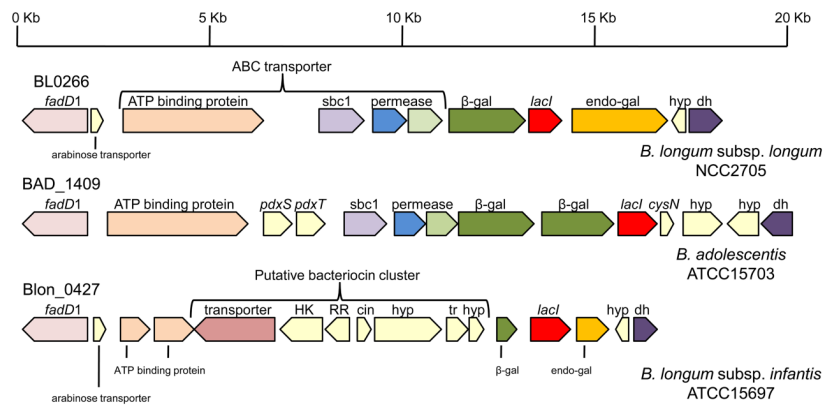 0 Kb 5 Kb 10 Kb 15 Kb 20 Kb
ABC transporter
BL0266
fadD1 ATP binding protein sbc1 permease β-gal lacI endo-gal hyp dh
arabinose transporter
B. longum subsp. longum
NCC2705
BAD_1409
fadD1 ATP binding protein pdxS pdxT sbc1 permease β-gal β-gal lacI cysN hyp hyp dh
B. adolescentis
ATCC15703
Putative bacteriocin cluster
Blon_0427
fadD1 transporter HK RR cin hyp tr hyp lacI hyp dh
ATP binding protein β-gal endo-gal
arabinose transporter
B. longum subsp. infantis
ATCC15697